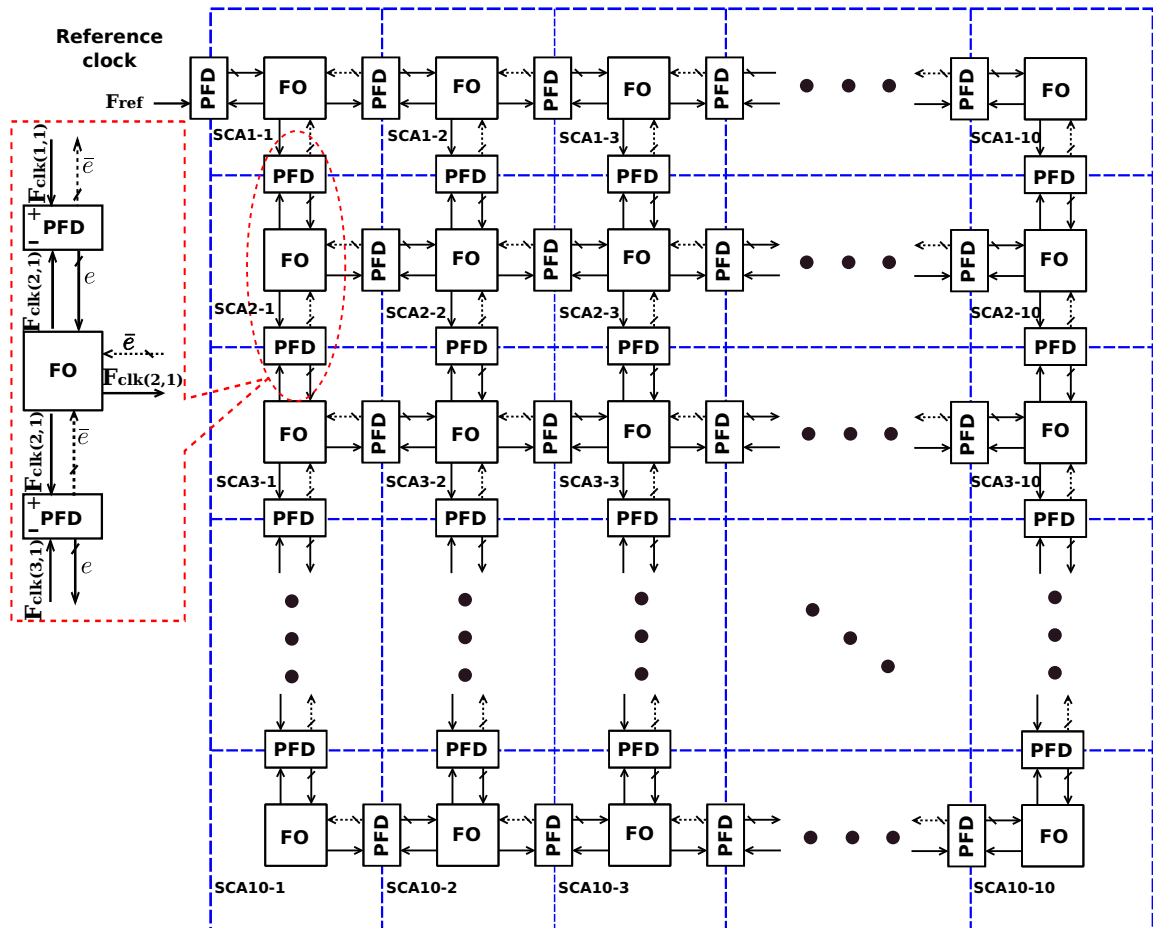 Reference
clock
Fref
PFD FO PFD FO PFD FO PFD PFD FO
SCA1-1 SCA1-2 SCA1-3 SCA1-10
PFD PFD PFD PFD
FO PFD FO PFD FO PFD PFD FO
SCA2-1 SCA2-2 SCA2-3 SCA2-10
PFD PFD PFD PFD
FO PFD FO PFD FO PFD PFD FO
SCA3-1 SCA3-2 SCA3-3 SCA3-10
PFD PFD PFD PFD
PFD PFD PFD PFD
FO PFD FO PFD FO PFD PFD FO
SCA10-1 SCA10-2 SCA10-3 SCA10-10
Fclk(1,1) ē
+
PFD
–
Fclk(2,1) e
FO
ē
Fclk(2,1)
Fclk(2,1) ē
+
PFD
–
Fclk(3,1) e